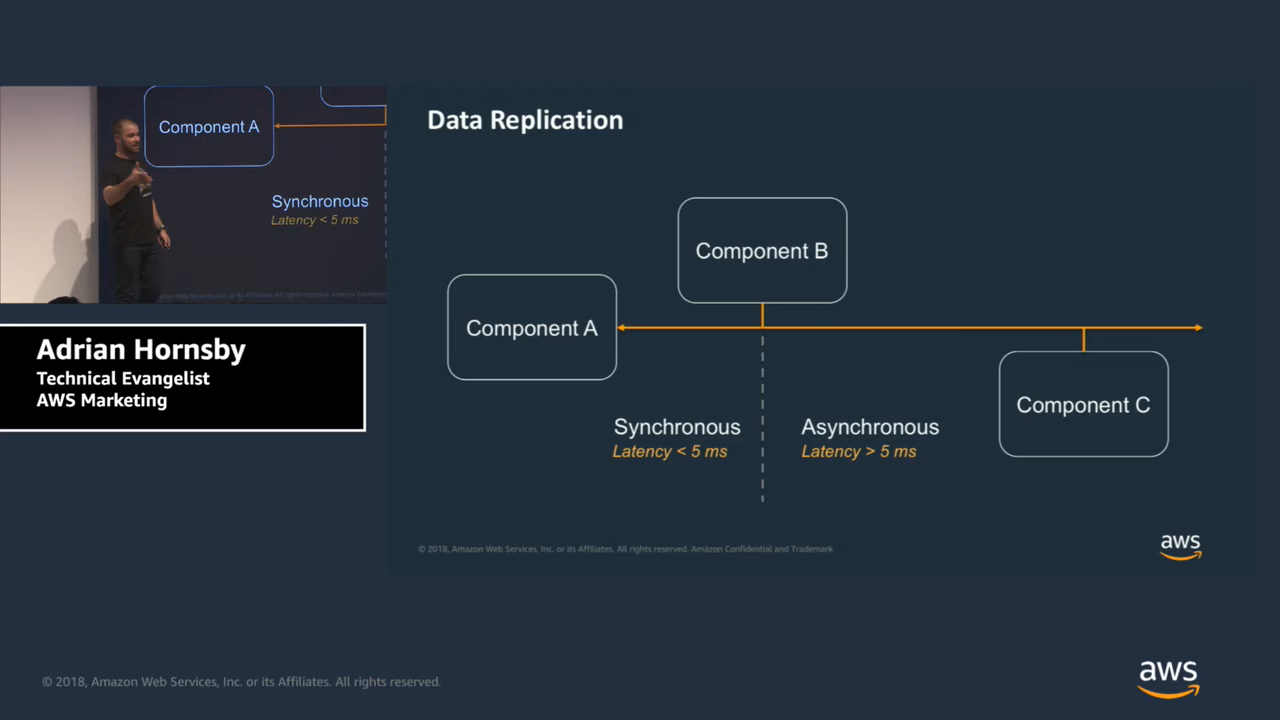 Component A
Synchronous
Latency < 5 ms
Adrian Hornsby
Technical Evangelist
AWS Marketing
Data Replication
Component B
Component A
Synchronous
Latency < 5 ms
Asynchronous
Latency > 5 ms
Component C
© 2018, Amazon Web Services, Inc. or its Affiliates. All rights reserved. Amazon Confidential and Trademark
aws
© 2018, Amazon Web Services, Inc. or its Affiliates. All rights reserved.
aws